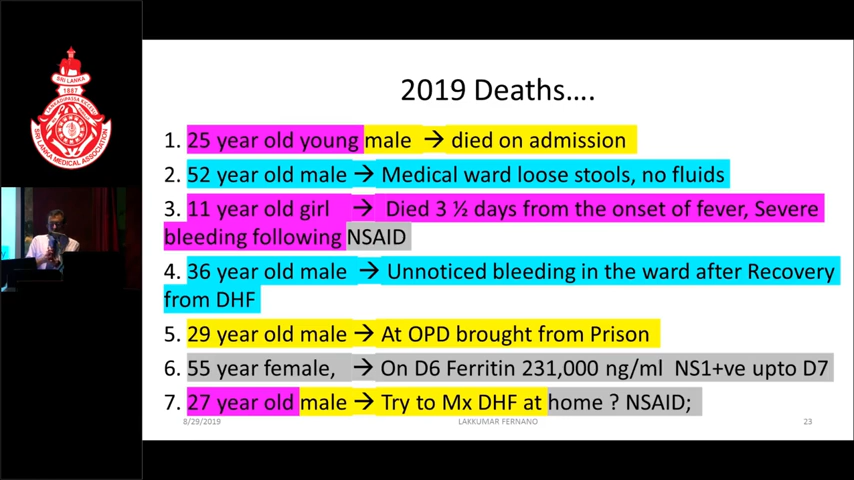 SRI LANKA
1887
SRI LANKA MEDICAL ASSOCIATION
2019 Deaths....
1. 25 year old young male → died on admission
2. 52 year old male → Medical ward loose stools, no fluids
3. 11 year old girl → Died 3 ½ days from the onset of fever, Severe
bleeding following NSAID
4. 36 year old male → Unnoticed bleeding in the ward after Recovery
from DHF
5. 29 year old male → At OPD brought from Prison
6. 55 year female, → On D6 Ferritin 231,000 ng/ml NS1+ve upto D7
7. 27 year old male → Try to Mx DHF at home ? NSAID;
8/29/2019
LAKKUMAR FERNANO
23